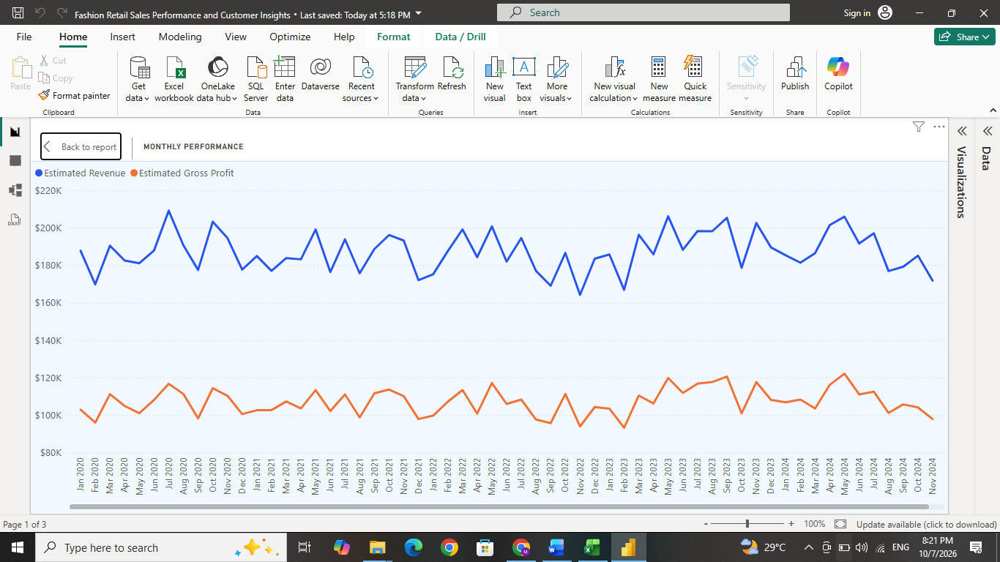 Fashion Retail Sales Performance and Customer Insights • Last saved: Today at 5:18 PM
Search
Sign in
File Home Insert Modeling View Optimize Help Format Data / Drill
Share
Paste
Cut
Copy
Format painter
Clipboard
Get data
Excel workbook
OneLake data hub
SQL Server
Enter data
Dataverse
Recent sources
Data
Transform data
Refresh
Queries
New visual
Text box
More visuals
Insert
New visual calculation
New measure
Quick measure
Calculations
Sensitivity
Sensitivity
Publish
Share
Copilot
Copilot
Back to report
MONTHLY PERFORMANCE
Estimated Revenue Estimated Gross Profit
$220K
$200K
$180K
$160K
$140K
$120K
$100K
$80K
Jan 2020
Feb 2020
Mar 2020
Apr 2020
May 2020
Jun 2020
Jul 2020
Aug 2020
Sep 2020
Oct 2020
Nov 2020
Dec 2020
Jan 2021
Feb 2021
Mar 2021
Apr 2021
May 2021
Jun 2021
Jul 2021
Aug 2021
Sep 2021
Oct 2021
Nov 2021
Dec 2021
Jan 2022
Feb 2022
Mar 2022
Apr 2022
May 2022
Jun 2022
Jul 2022
Aug 2022
Sep 2022
Oct 2022
Nov 2022
Dec 2022
Jan 2023
Feb 2023
Mar 2023
Apr 2023
May 2023
Jun 2023
Jul 2023
Aug 2023
Sep 2023
Oct 2023
Nov 2023
Dec 2023
Jan 2024
Feb 2024
Mar 2024
Apr 2024
May 2024
Jun 2024
Jul 2024
Aug 2024
Sep 2024
Oct 2024
Nov 2024
Visualizations
Data
DAX
Page 1 of 3
- + 100%
Update available (click to download)
Type here to search
29°C
ENG
8:21 PM
10/7/2026